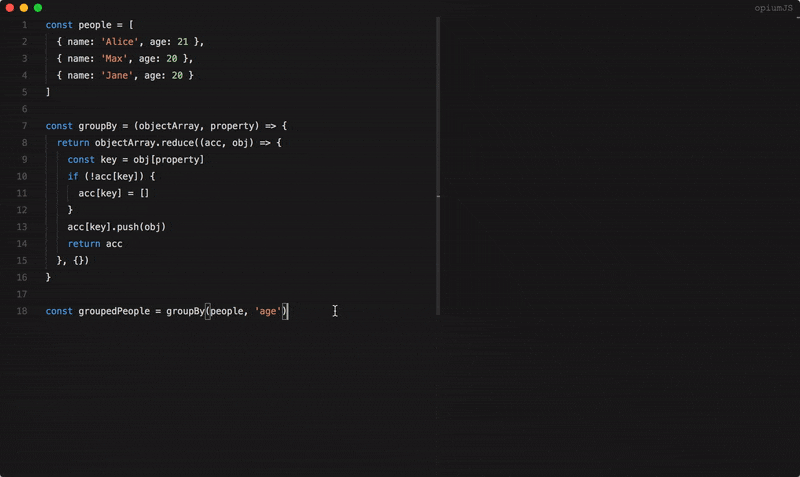 opiumJS
1 const people = [
2 { name: 'Alice', age: 21 },
3 { name: 'Max', age: 20 },
4 { name: 'Jane', age: 20 }
5 ]
6
7 const groupBy = (objectArray, property) => {
8 return objectArray.reduce((acc, obj) => {
9 const key = obj[property]
10 if (!acc[key]) {
11 acc[key] = []
12 }
13 acc[key].push(obj)
14 return acc
15 }, {})
16 }
17
18 const groupedPeople = groupBy(people, 'age')